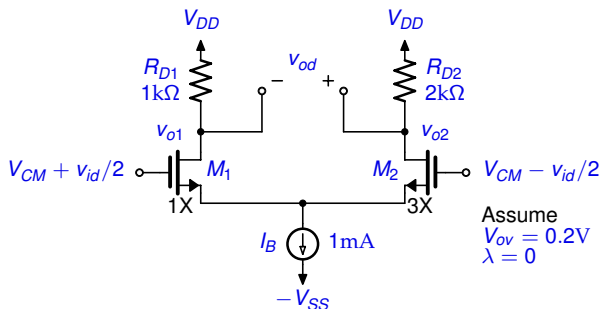 V_DD V_DD
R_D1 v_od R_D2
1kΩ − + 2kΩ
v_o1 v_o2
V_CM + v_id/2 M_1 M_2 V_CM − v_id/2
1X 3X
Assume
I_B 1mA V_ov = 0.2V
λ = 0
−V_SS